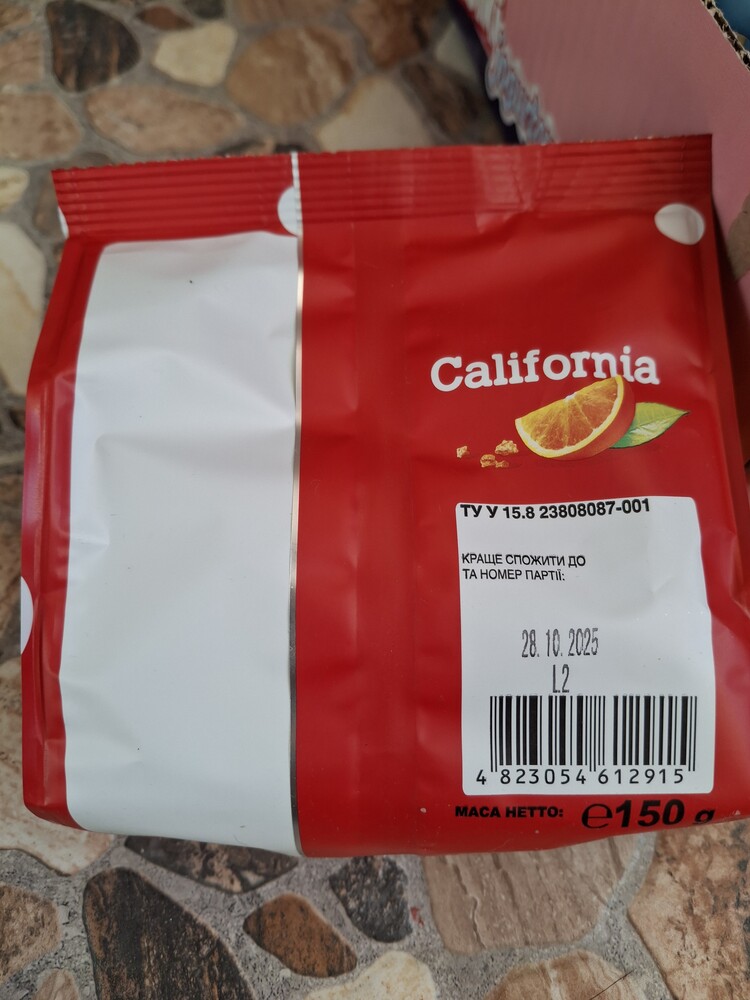 California
ТУ У 15.8 23808087-001
КРАЩЕ СПОЖИТИ ДО
ТА НОМЕР ПАРТІЇ:
28.10.2025
L2
4 823054 612915
МАСА НЕТТО: ℮150 g